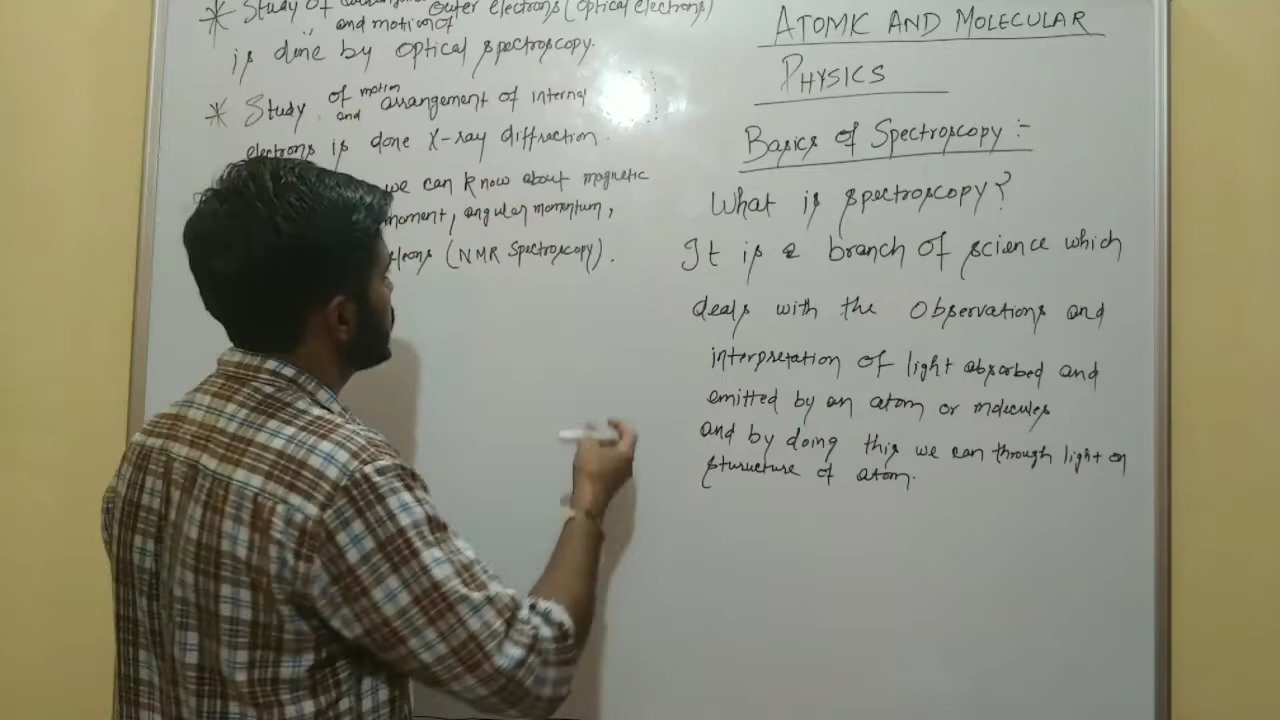 * Study of outer electrons (optical electrons)
and motion of
is done by optical spectroscopy.
* Study of motion and arrangement of internal
electrons is done X-ray diffraction.
we can know about magnetic
moment, angular momentum,
(NMR Spectroscopy).
ATOMIC AND MOLECULAR
PHYSICS
Basics of Spectroscopy :-
What is spectroscopy?
It is a branch of science which
deals with the observations and
interpretation of light absorbed and
emitted by an atom or molecules
and by doing this we can through light on
sturucture of atom.